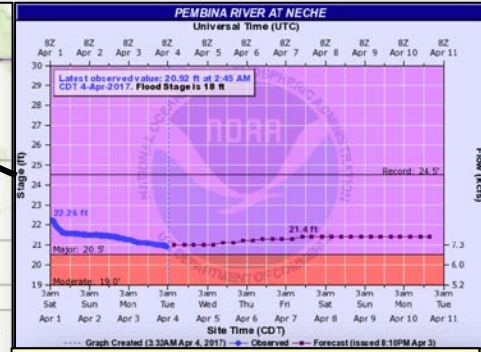 PEMBINA RIVER AT NECHE
Universal Time (UTC)
8Z 8Z 8Z 8Z 8Z 8Z 8Z 8Z 8Z 8Z 8Z
Apr 1 Apr 2 Apr 3 Apr 4 Apr 5 Apr 6 Apr 7 Apr 8 Apr 9 Apr 10 Apr 11
Latest observed value: 20.92 ft at 2:45 AM
CDT 4-Apr-2017. Flood Stage is 18 ft
NOAA
Stage (ft)
Flow (kcfs)
30
29
28
27
26
25
24
23
22
21
20
19
Record: 24.5'
22.26 ft
21.4 ft
Major: 20.5'
Moderate: 19.0'
7.3
6.0
5.2
3am 3am 3am 3am 3am 3am 3am 3am 3am 3am 3am
Sat Sun Mon Tue Wed Thu Fri Sat Sun Mon Tue
Apr 1 Apr 2 Apr 3 Apr 4 Apr 5 Apr 6 Apr 7 Apr 8 Apr 9 Apr 10 Apr 11
Site Time (CDT)
Graph Created (3:33AM Apr 4, 2017) Observed Forecast (issued 8:10PM Apr 3)